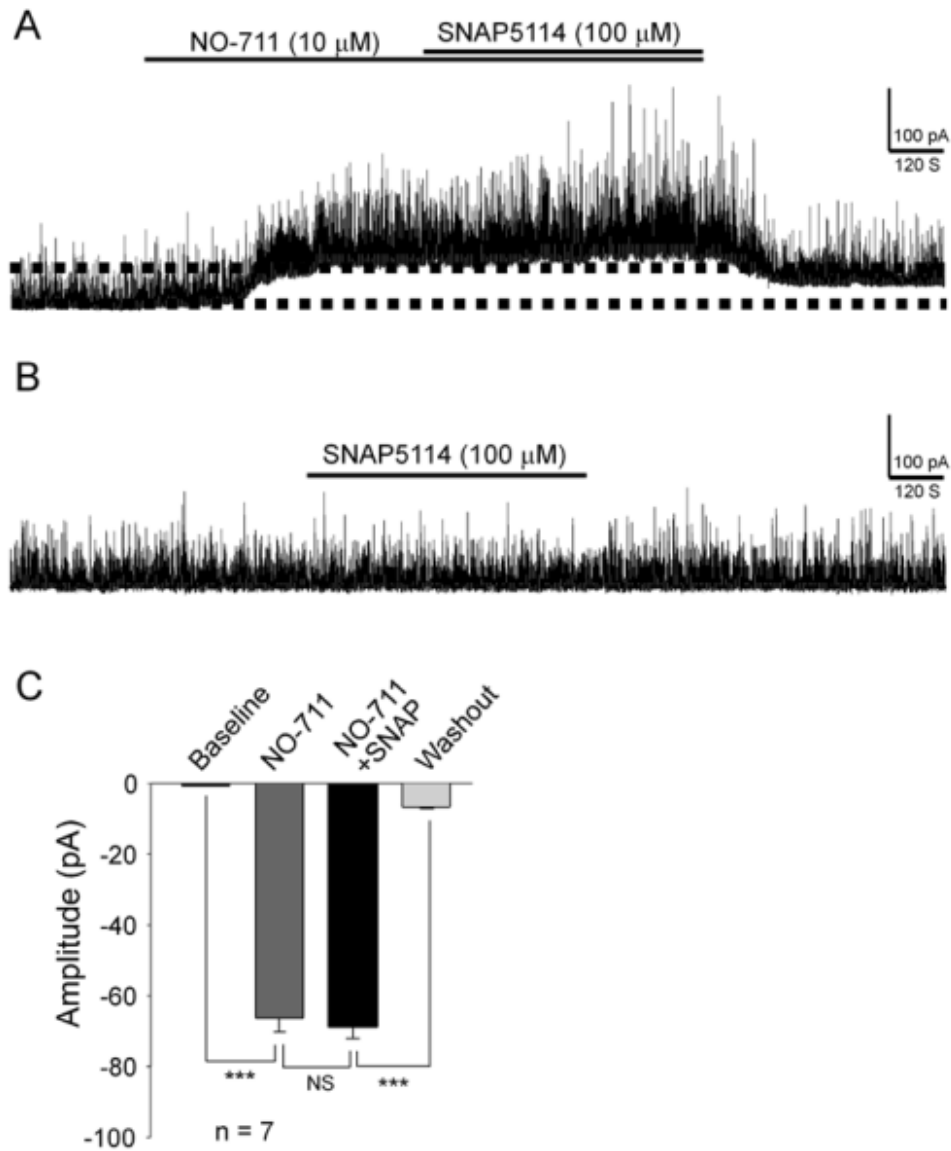 A
NO-711 (10 μM)
SNAP5114 (100 μM)
100 pA
120 S
B
SNAP5114 (100 μM)
100 pA
120 S
C
Baseline
NO-711
NO-711
+SNAP
Washout
Amplitude (pA)
0
-20
-40
-60
-80
-100
***
NS
***
n = 7